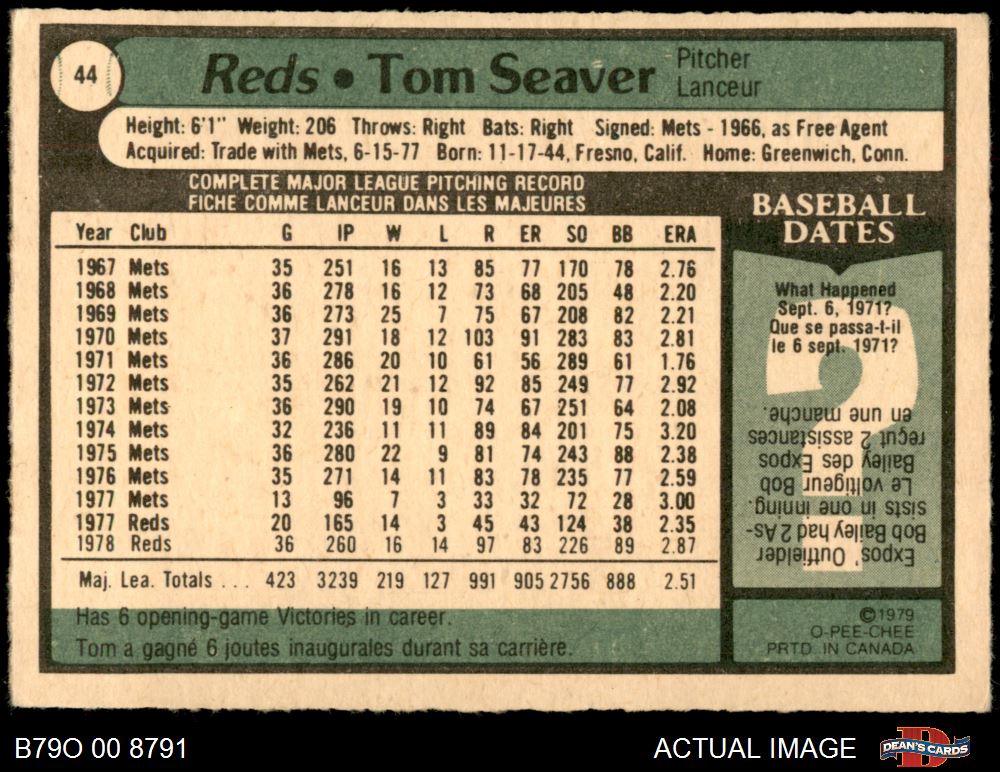 44
Reds • Tom Seaver
Pitcher
Lanceur
Height: 6'1" Weight: 206 Throws: Right Bats: Right Signed: Mets - 1966, as Free Agent
Acquired: Trade with Mets, 6-15-77 Born: 11-17-44, Fresno, Calif. Home: Greenwich, Conn.
COMPLETE MAJOR LEAGUE PITCHING RECORD
FICHE COMME LANCEUR DANS LES MAJEURES
Year Club G IP W L R ER SO BB ERA
1967 Mets 35 251 16 13 85 77 170 78 2.76
1968 Mets 36 278 16 12 73 68 205 48 2.20
1969 Mets 36 273 25 7 75 67 208 82 2.21
1970 Mets 37 291 18 12 103 91 283 83 2.81
1971 Mets 36 286 20 10 61 56 289 61 1.76
1972 Mets 35 262 21 12 92 85 249 77 2.92
1973 Mets 36 290 19 10 74 67 251 64 2.08
1974 Mets 32 236 11 11 89 84 201 75 3.20
1975 Mets 36 280 22 9 81 74 243 88 2.38
1976 Mets 35 271 14 11 83 78 235 77 2.59
1977 Mets 13 96 7 3 33 32 72 28 3.00
1977 Reds 20 165 14 3 45 43 124 38 2.35
1978 Reds 36 260 16 14 97 83 226 89 2.87
Maj. Lea. Totals ... 423 3239 219 127 991 905 2756 888 2.51
Has 6 opening-game Victories in career.
Tom a gagné 6 joutes inaugurales durant sa carrière.
BASEBALL
DATES
What Happened
Sept. 6, 1971?
Que se passa-t-il
le 6 sept. 1971?
Expos' Outfielder
Bob Bailey had 2 As-
sists in one inning.
Le voltigeur Bob
Bailey des Expos
reçut 2 assistances
en une manche.
©1979
O-PEE-CHEE
PRTD. IN CANADA
B79O 00 8791
ACTUAL IMAGE
DEAN'S CARDS